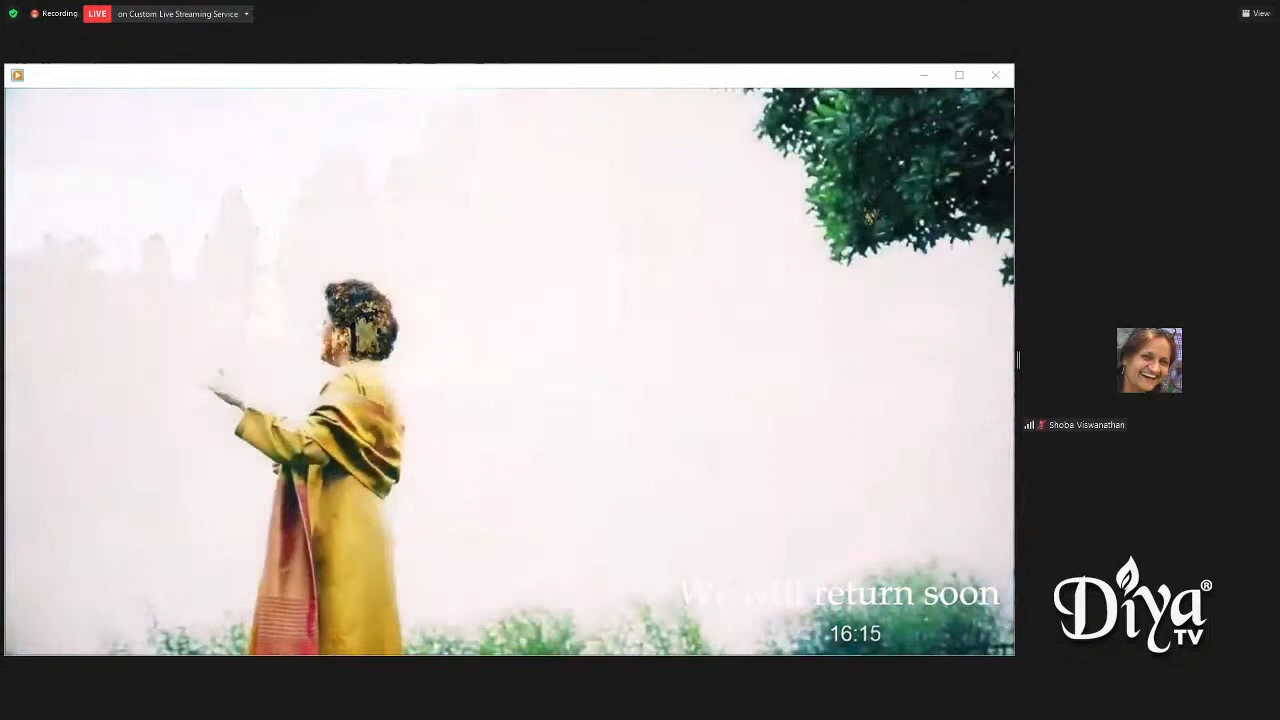 Recording LIVE on Custom Live Streaming Service
View
Shoba Viswanathan
We will return soon
16:15
Diya®
TV